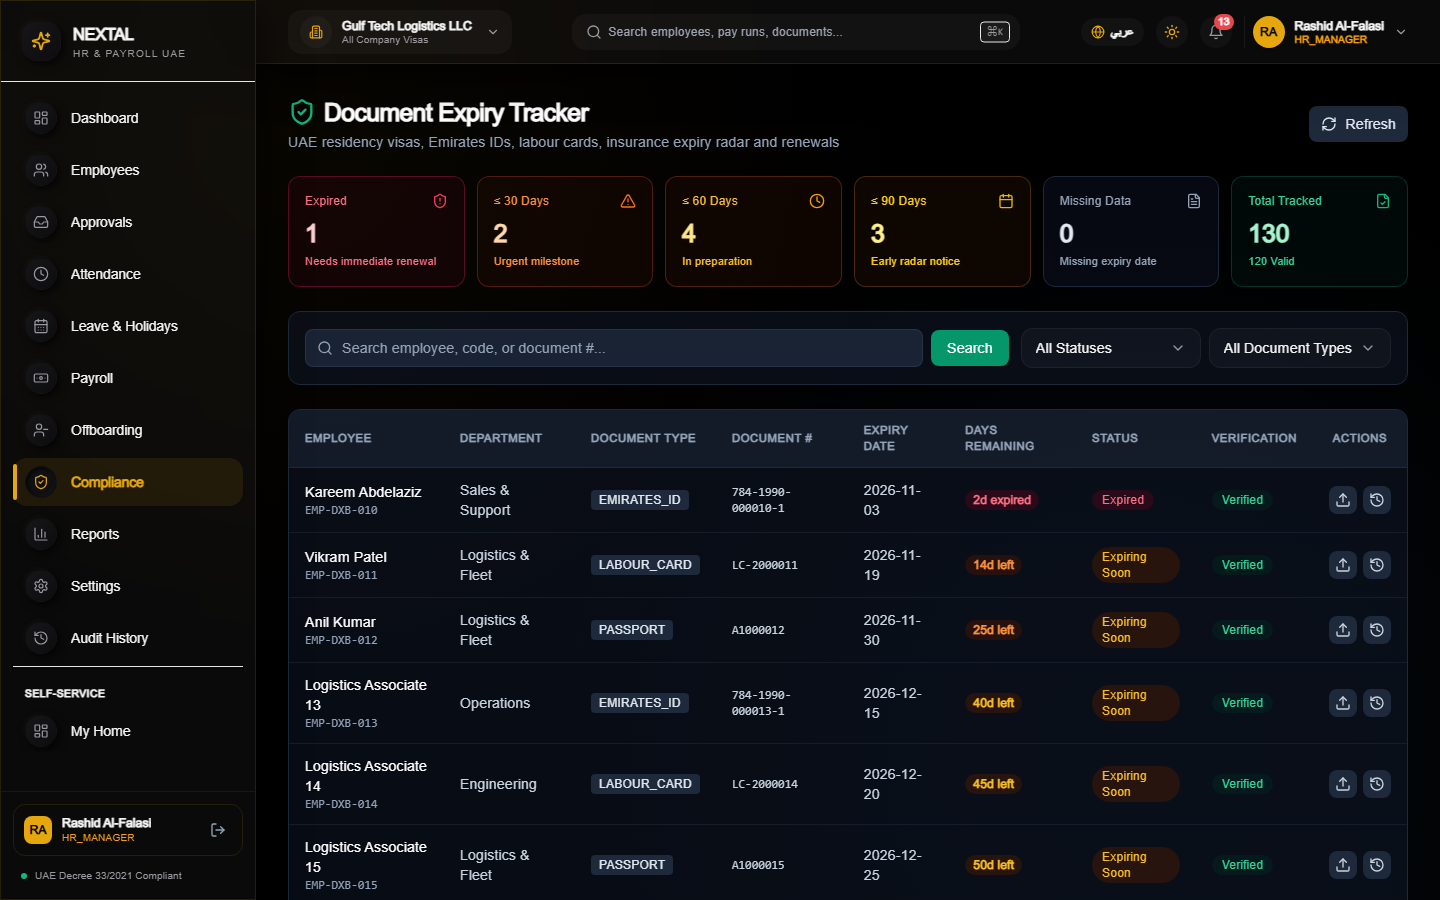 NEXTAL
HR & PAYROLL UAE
Gulf Tech Logistics LLC
All Company Visas
Search employees, pay runs, documents...
⌘K
عربي
13
RA
Rashid Al-Falasi
HR_MANAGER
Dashboard
Employees
Approvals
Attendance
Leave & Holidays
Payroll
Offboarding
Compliance
Reports
Settings
Audit History
SELF-SERVICE
My Home
RA
Rashid Al-Falasi
HR_MANAGER
UAE Decree 33/2021 Compliant
Document Expiry Tracker
UAE residency visas, Emirates IDs, labour cards, insurance expiry radar and renewals
Refresh
Expired
1
Needs immediate renewal
≤ 30 Days
2
Urgent milestone
≤ 60 Days
4
In preparation
≤ 90 Days
3
Early radar notice
Missing Data
0
Missing expiry date
Total Tracked
130
120 Valid
Search employee, code, or document #...
Search
All Statuses
All Document Types
EMPLOYEE
DEPARTMENT
DOCUMENT TYPE
DOCUMENT #
EXPIRY
DATE
DAYS
REMAINING
STATUS
VERIFICATION
ACTIONS
Kareem Abdelaziz
EMP-DXB-010
Sales &
Support
EMIRATES_ID
784-1990-
000010-1
2026-11-
03
2d expired
Expired
Verified
Vikram Patel
EMP-DXB-011
Logistics &
Fleet
LABOUR_CARD
LC-2000011
2026-11-
19
14d left
Expiring
Soon
Verified
Anil Kumar
EMP-DXB-012
Logistics &
Fleet
PASSPORT
A1000012
2026-11-
30
25d left
Expiring
Soon
Verified
Logistics Associate
13
EMP-DXB-013
Operations
EMIRATES_ID
784-1990-
000013-1
2026-12-
15
40d left
Expiring
Soon
Verified
Logistics Associate
14
EMP-DXB-014
Engineering
LABOUR_CARD
LC-2000014
2026-12-
20
45d left
Expiring
Soon
Verified
Logistics Associate
15
EMP-DXB-015
Logistics &
Fleet
PASSPORT
A1000015
2026-12-
25
50d left
Expiring
Soon
Verified